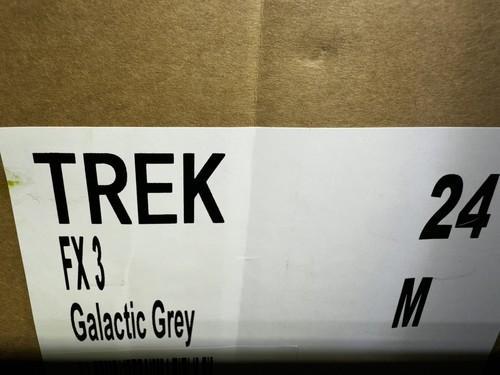 TREK 24
FX 3
Galactic Grey M